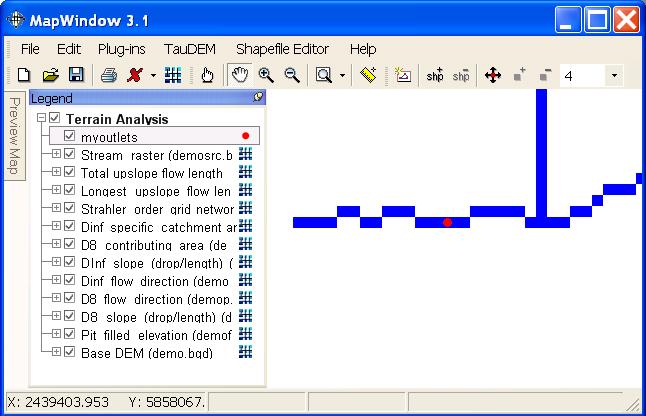 MapWindow 3.1
File Edit Plug-ins TauDEM Shapefile Editor Help
shp shp 4
Preview Map
Legend
Terrain Analysis
myoutlets
Stream raster (demosrc.b
Total upslope flow length
Longest upslope flow len
Strahler order grid networ
Dinf specific catchment ar
D8 contributing area (de
DInf slope (drop/length) (
Dinf flow direction (demo
D8 flow direction (demop.
D8 slope (drop/length) (d
Pit filled elevation (demof
Base DEM (demo.bgd)
X: 2439403.953 Y: 5858067.